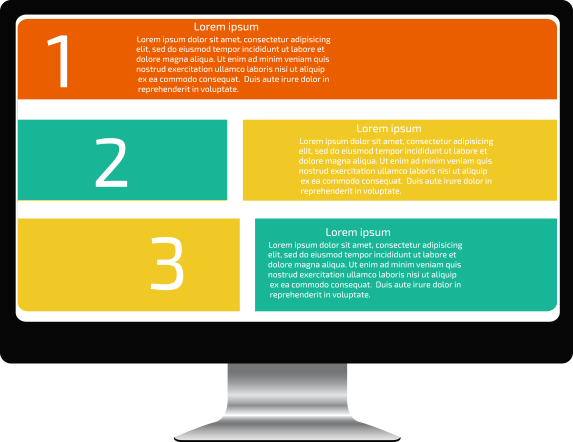 1
Lorem ipsum
Lorem ipsum dolor sit amet, consectetur adipisicing
elit, sed do eiusmod tempor incididunt ut labore et
dolore magna aliqua. Ut enim ad minim veniam, quis
nostrud exercitation ullamco laboris nisi ut aliquip
ex ea commodo consequat. Duis aute irure dolor in
reprehenderit in voluptate.
2
Lorem ipsum
Lorem ipsum dolor sit amet, consectetur adipisicing
elit, sed do eiusmod tempor incididunt ut labore et
dolore magna aliqua. Ut enim ad minim veniam, quis
nostrud exercitation ullamco laboris nisi ut aliquip
ex ea commodo consequat. Duis aute irure dolor in
reprehenderit in voluptate.
3
Lorem ipsum
Lorem ipsum dolor sit amet, consectetur adipisicing
elit, sed do eiusmod tempor incididunt ut labore et
dolore magna aliqua. Ut enim ad minim veniam, quis
nostrud exercitation ullamco laboris nisi ut aliquip
ex ea commodo consequat. Duis aute irure dolor in
reprehenderit in voluptate.